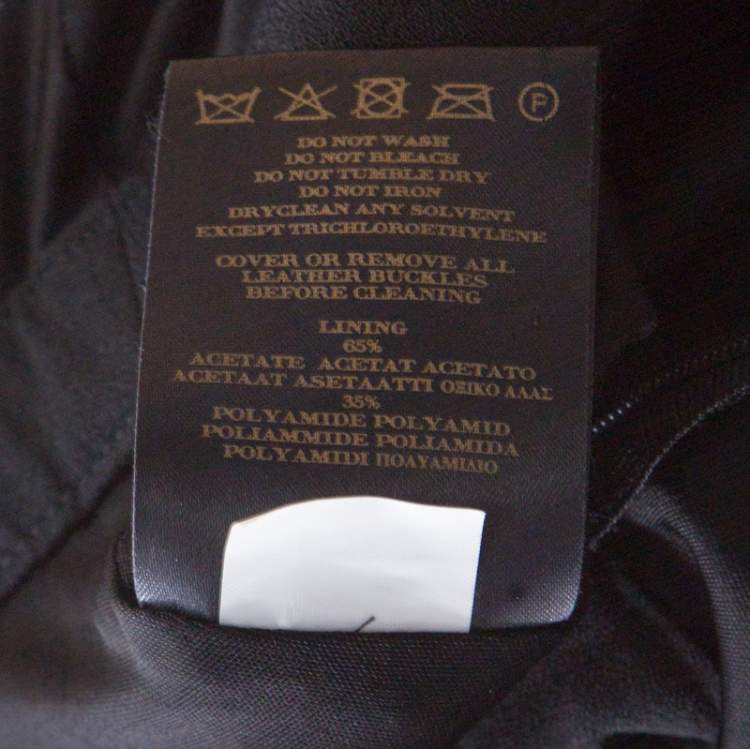 P
DO NOT WASH
DO NOT BLEACH
DO NOT TUMBLE DRY
DO NOT IRON
DRYCLEAN ANY SOLVENT
EXCEPT TRICHLOROETHYLENE
COVER OR REMOVE ALL
LEATHER BUCKLES
BEFORE CLEANING
LINING
65%
ACETATE ACETAT ACETATO
ACETAAT ASETAATTI ΟΞΙΚΟ ΑΛΑΣ
35%
POLYAMIDE POLYAMID
POLIAMMIDE POLIAMIDA
POLYAMIDI ΠΟΛΥΑΜΙΔΙΟ